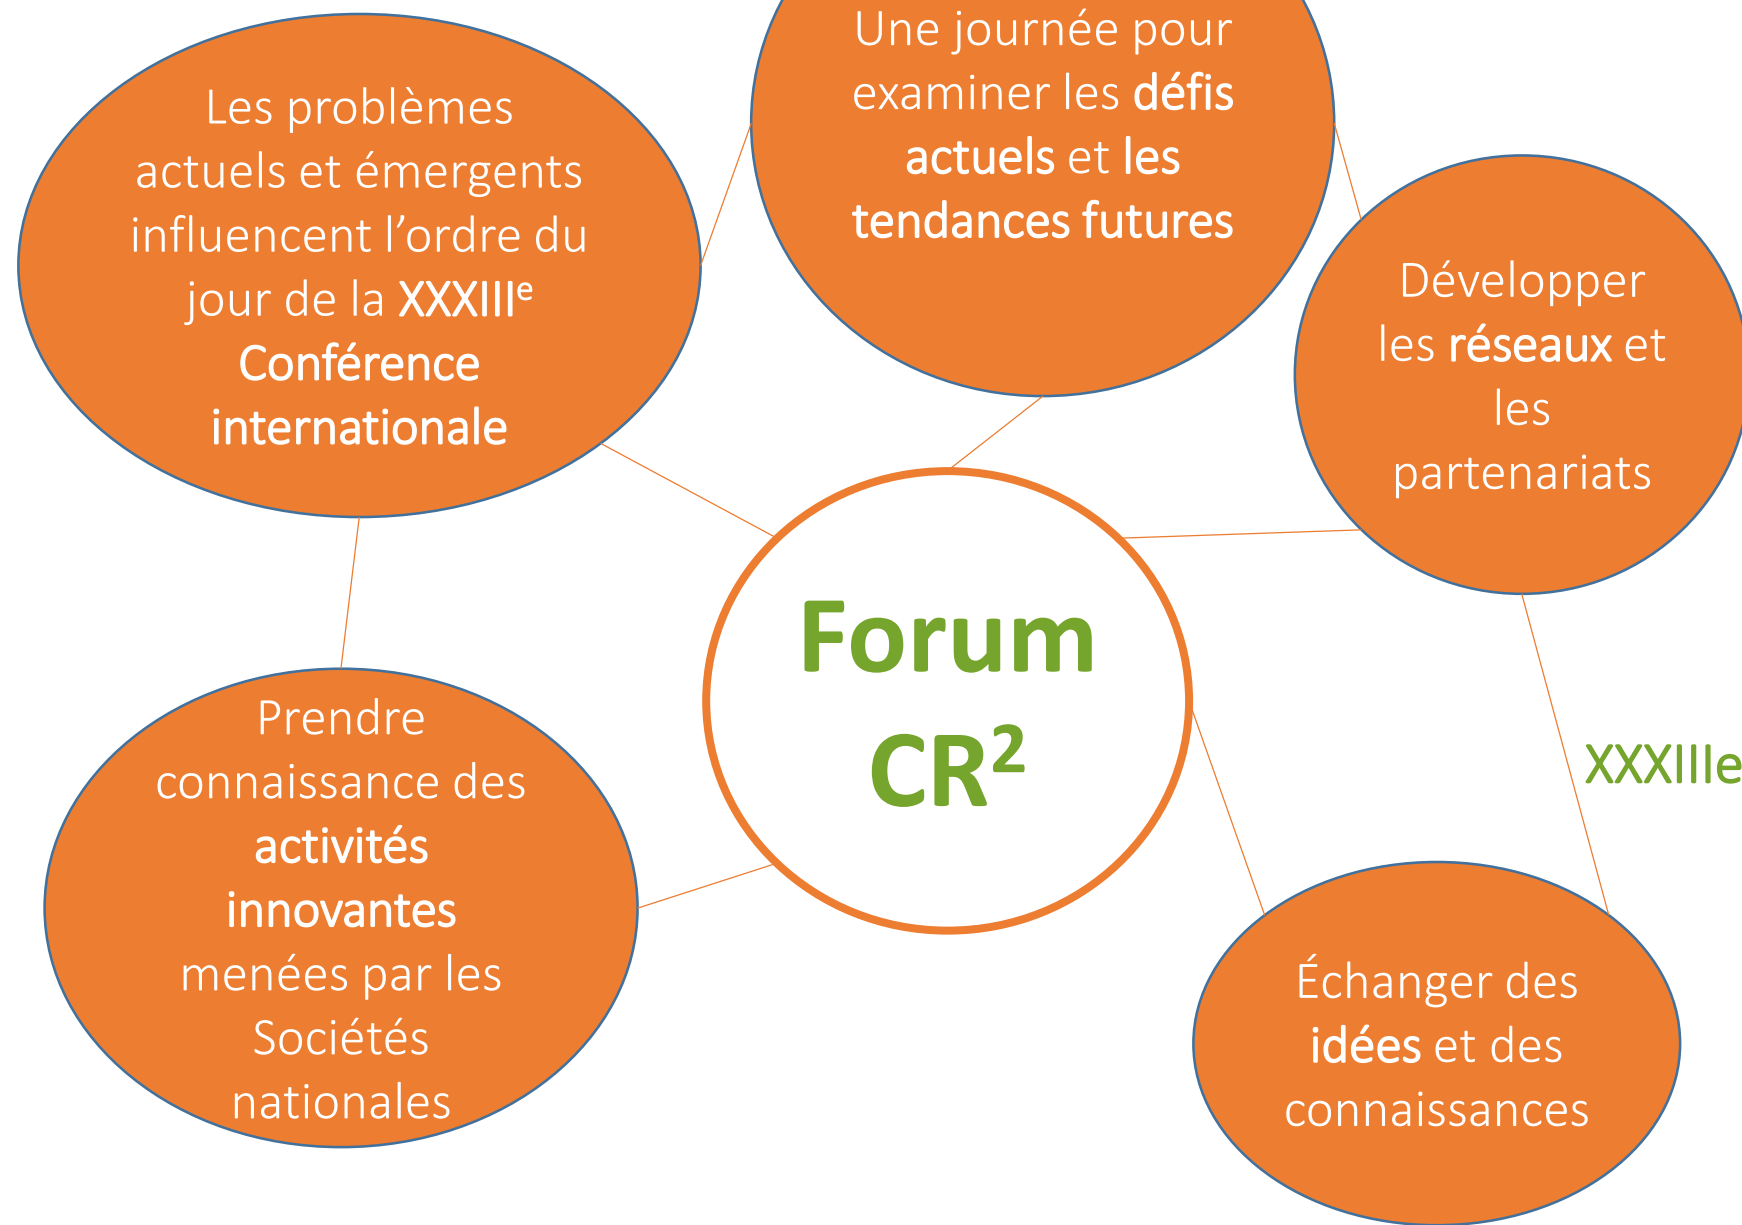 Une journée pour
examiner les défis
actuels et les
tendances futures
Les problèmes
actuels et émergents
influencent l’ordre du
jour de la XXXIIIᵉ
Conférence
internationale
Développer
les réseaux et
les
partenariats
Forum
CR²
XXXIIIe
Prendre
connaissance des
activités
innovantes
menées par les
Sociétés
nationales
Échanger des
idées et des
connaissances